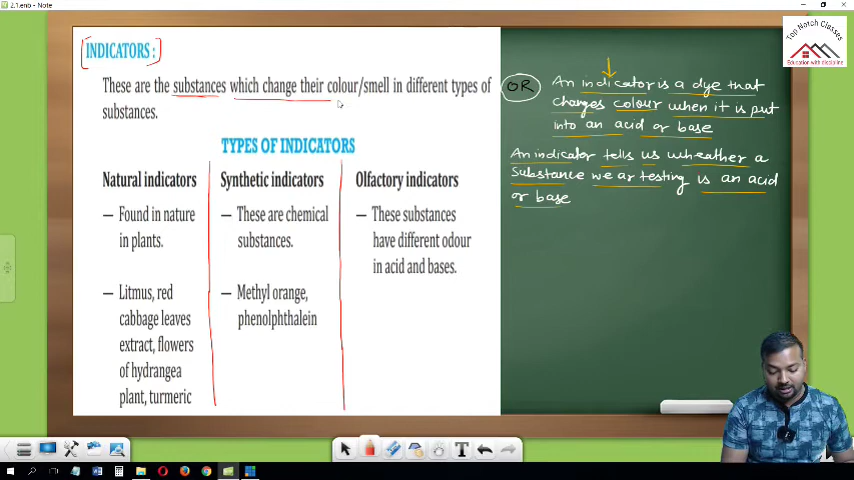 2.1.enb - Note
Top Notch Classes
Education for Excellence
INDICATORS :
These are the substances which change their colour/smell in different types of
substances.
TYPES OF INDICATORS
Natural indicators
– Found in nature
in plants.
– Litmus, red
cabbage leaves
extract, flowers
of hydrangea
plant, turmeric
Synthetic indicators
– These are chemical
substances.
– Methyl orange,
phenolphthalein
Olfactory indicators
– These substances
have different odour
in acid and bases.
OR
An indicator is a dye that
changes colour when it is put
into an acid or base
An indicator tells us wheather a
Substance we ar testing is an acid
or base